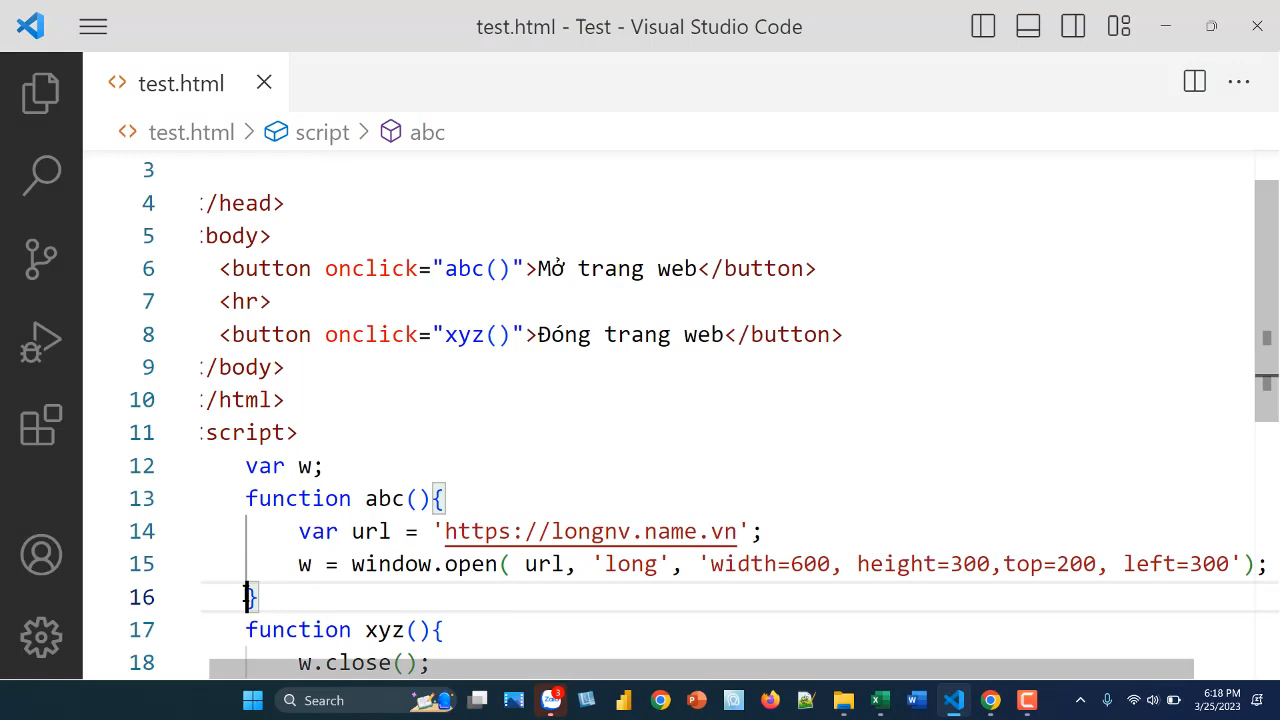 test.html - Test - Visual Studio Code
test.html
test.html > script > abc
3
4 :/head>
5 :body>
6 <button onclick="abc()">Mở trang web</button>
7 <hr>
8 <button onclick="xyz()">Đóng trang web</button>
9 :/body>
10 :/html>
11 :script>
12 var w;
13 function abc(){
14 var url = 'https://longnv.name.vn';
15 w = window.open( url, 'long', 'width=600, height=300,top=200, left=300');
16 }
17 function xyz(){
18 w.close();
Search
Zalo
3
6:18 PM
3/25/2023